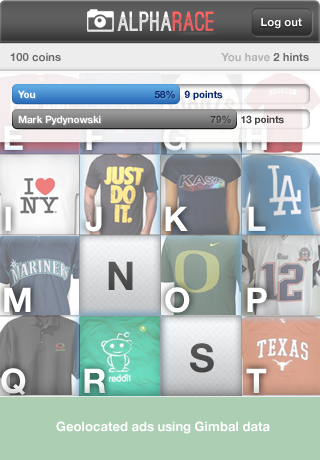 ALPHARACE
Log out
100 coins
You have 2 hints
You 58% 9 points
Mark Pydynowski 79% 13 points
E F G H
I ♥
NY.
I
JUST
DO
IT.
J
K
LA
L
MARINERS
M
N
O
O
12
P
Q
reddit
R
S
TEXAS
T
Geolocated ads using Gimbal data